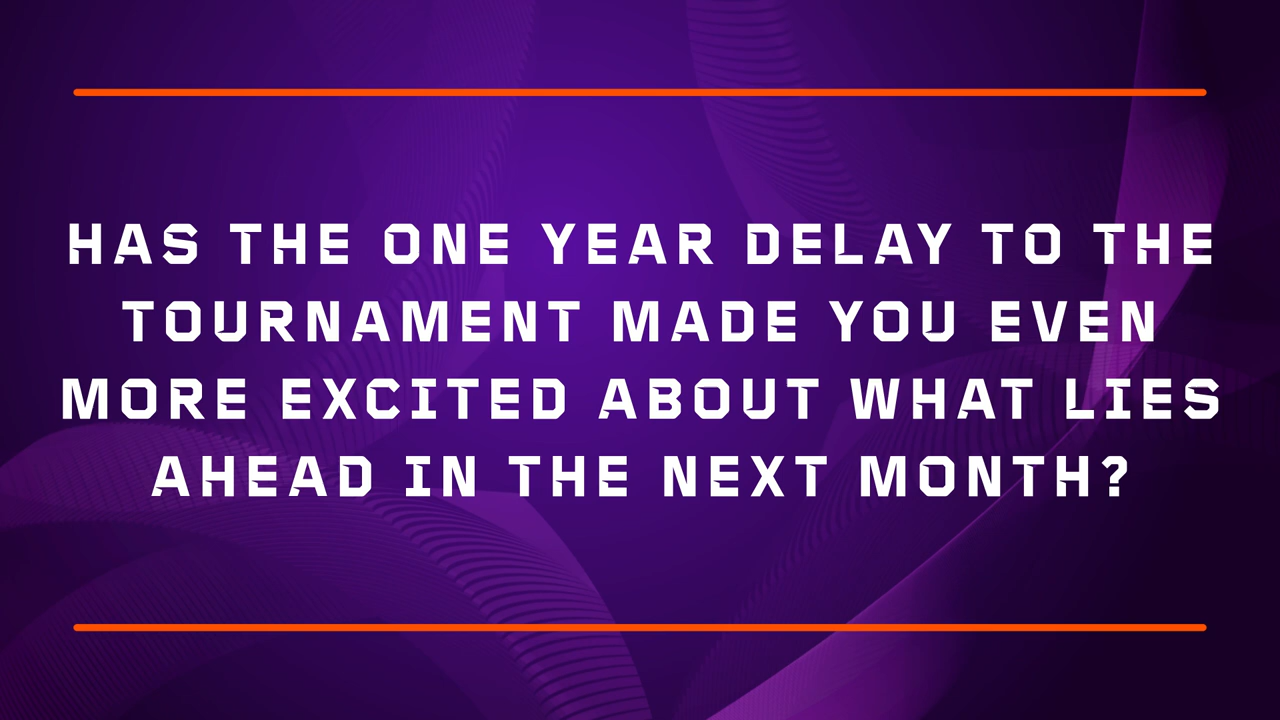 HAS THE ONE YEAR DELAY TO THE
TOURNAMENT MADE YOU EVEN
MORE EXCITED ABOUT WHAT LIES
AHEAD IN THE NEXT MONTH?